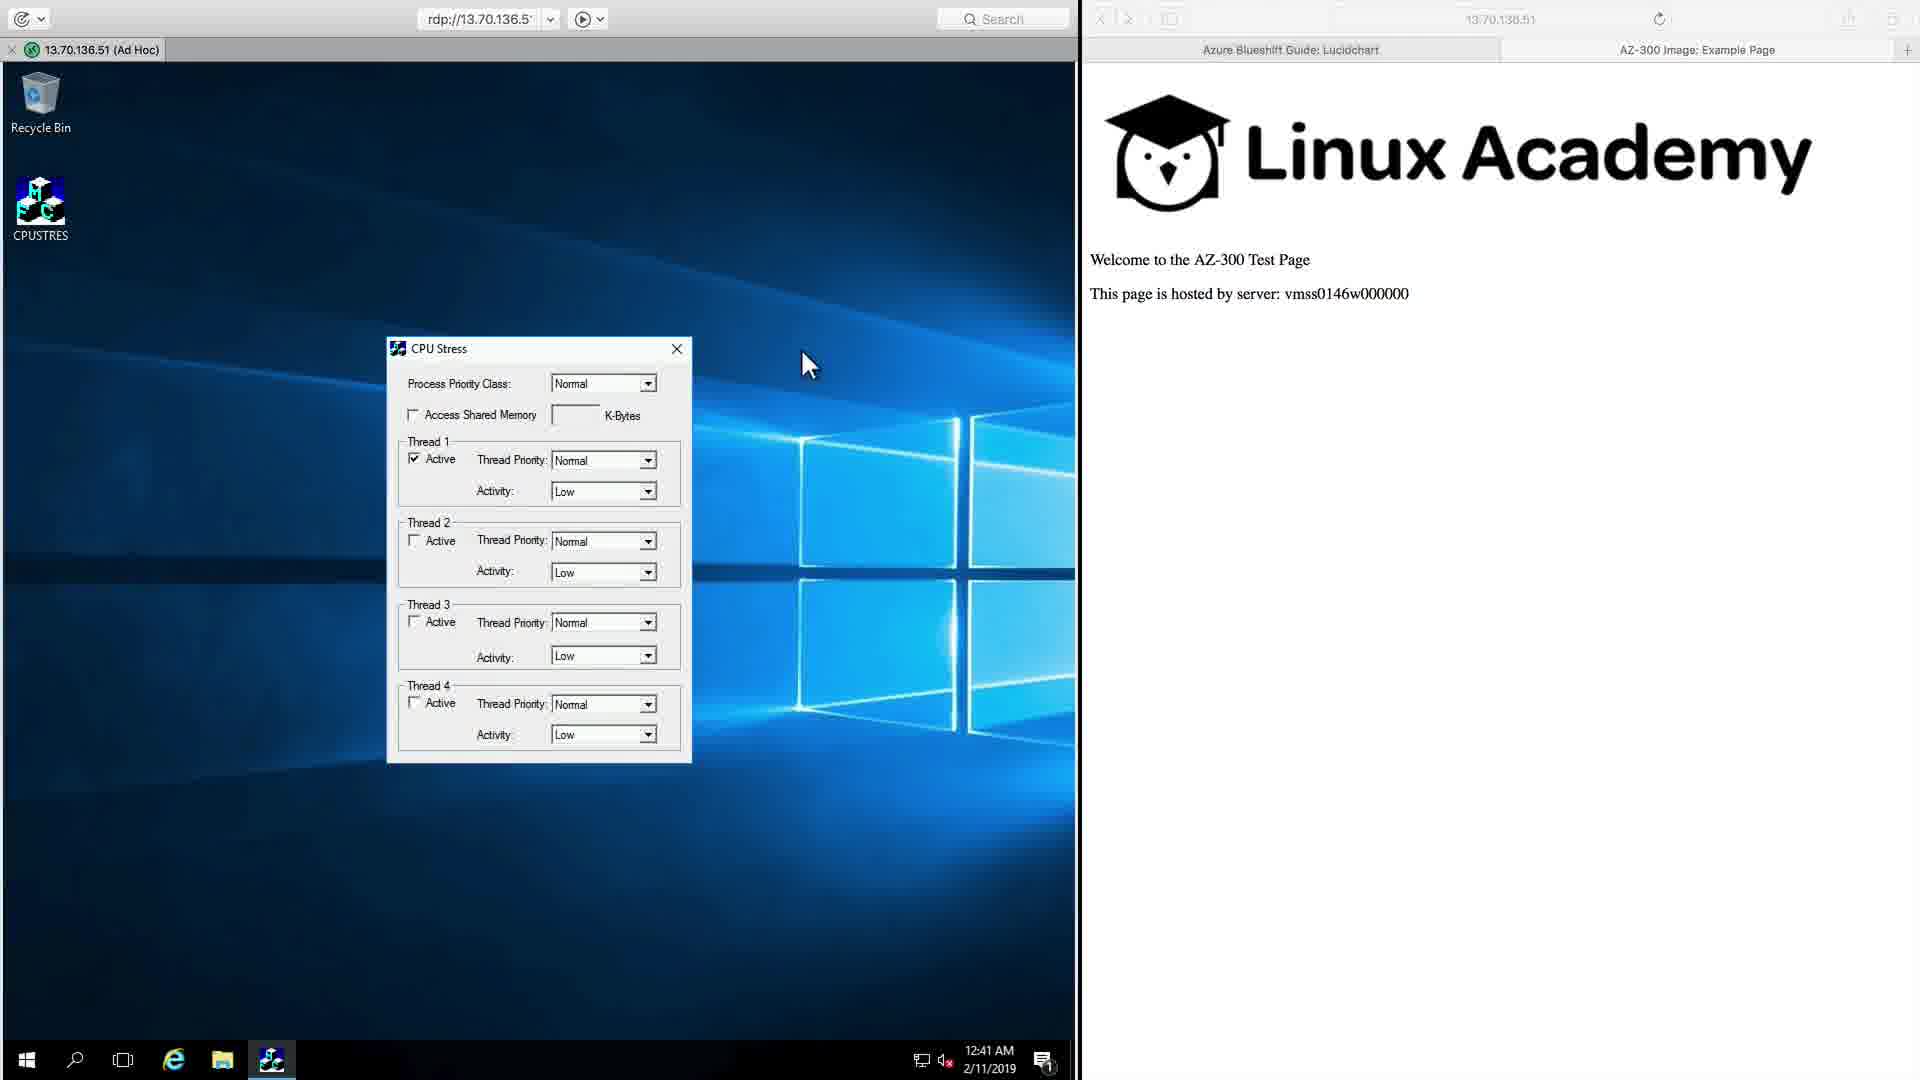 rdp://13.70.136.5
Search
13.70.136.51 (Ad Hoc)
Recycle Bin
CPUSTRES
CPU Stress
Process Priority Class: Normal
Access Shared Memory K-Bytes
Thread 1
Active Thread Priority: Normal
Activity: Low
Thread 2
Active Thread Priority: Normal
Activity: Low
Thread 3
Active Thread Priority: Normal
Activity: Low
Thread 4
Active Thread Priority: Normal
Activity: Low
12:41 AM
2/11/2019
1
13.70.136.51
Azure Blueshift Guide: Lucidchart
AZ-300 Image: Example Page
Linux Academy
Welcome to the AZ-300 Test Page
This page is hosted by server: vmss0146w000000